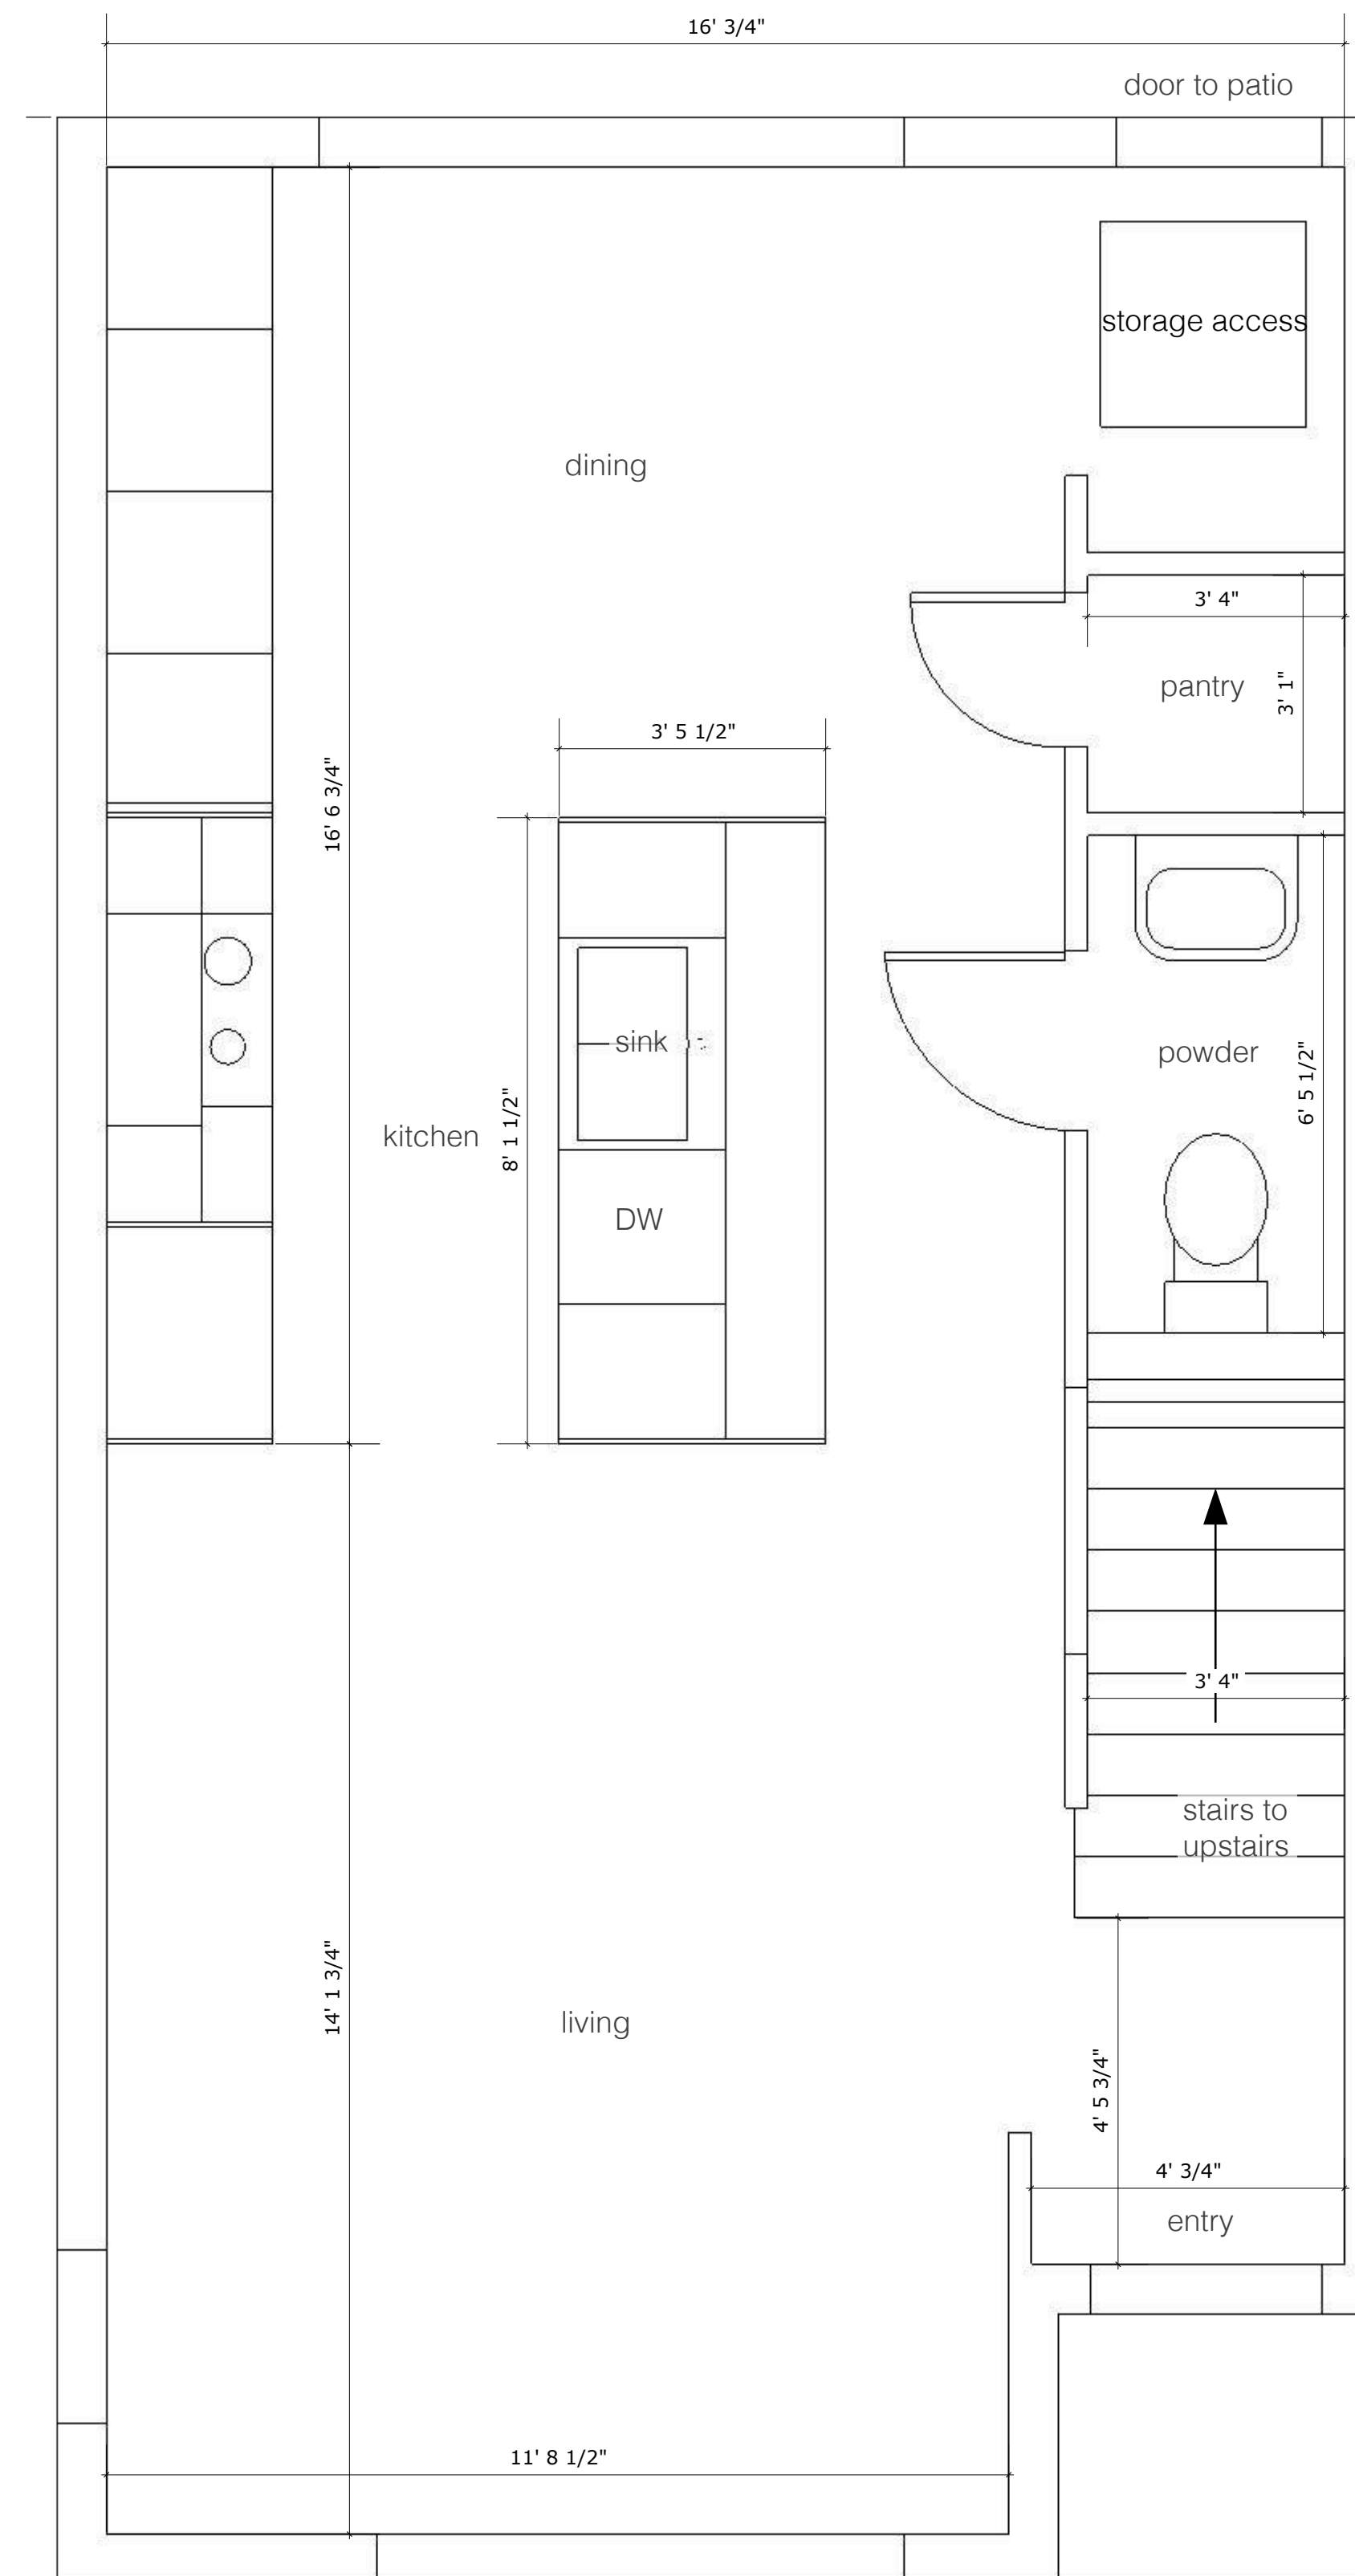 16' 3/4"
door to patio
storage access
dining
3' 4"
pantry
3' 1"
3' 5 1/2"
16' 6 3/4"
sink
powder
6' 5 1/2"
kitchen
8' 1 1/2"
DW
3' 4"
stairs to
upstairs
14' 1 3/4"
living
4' 5 3/4"
4' 3/4"
entry
11' 8 1/2"